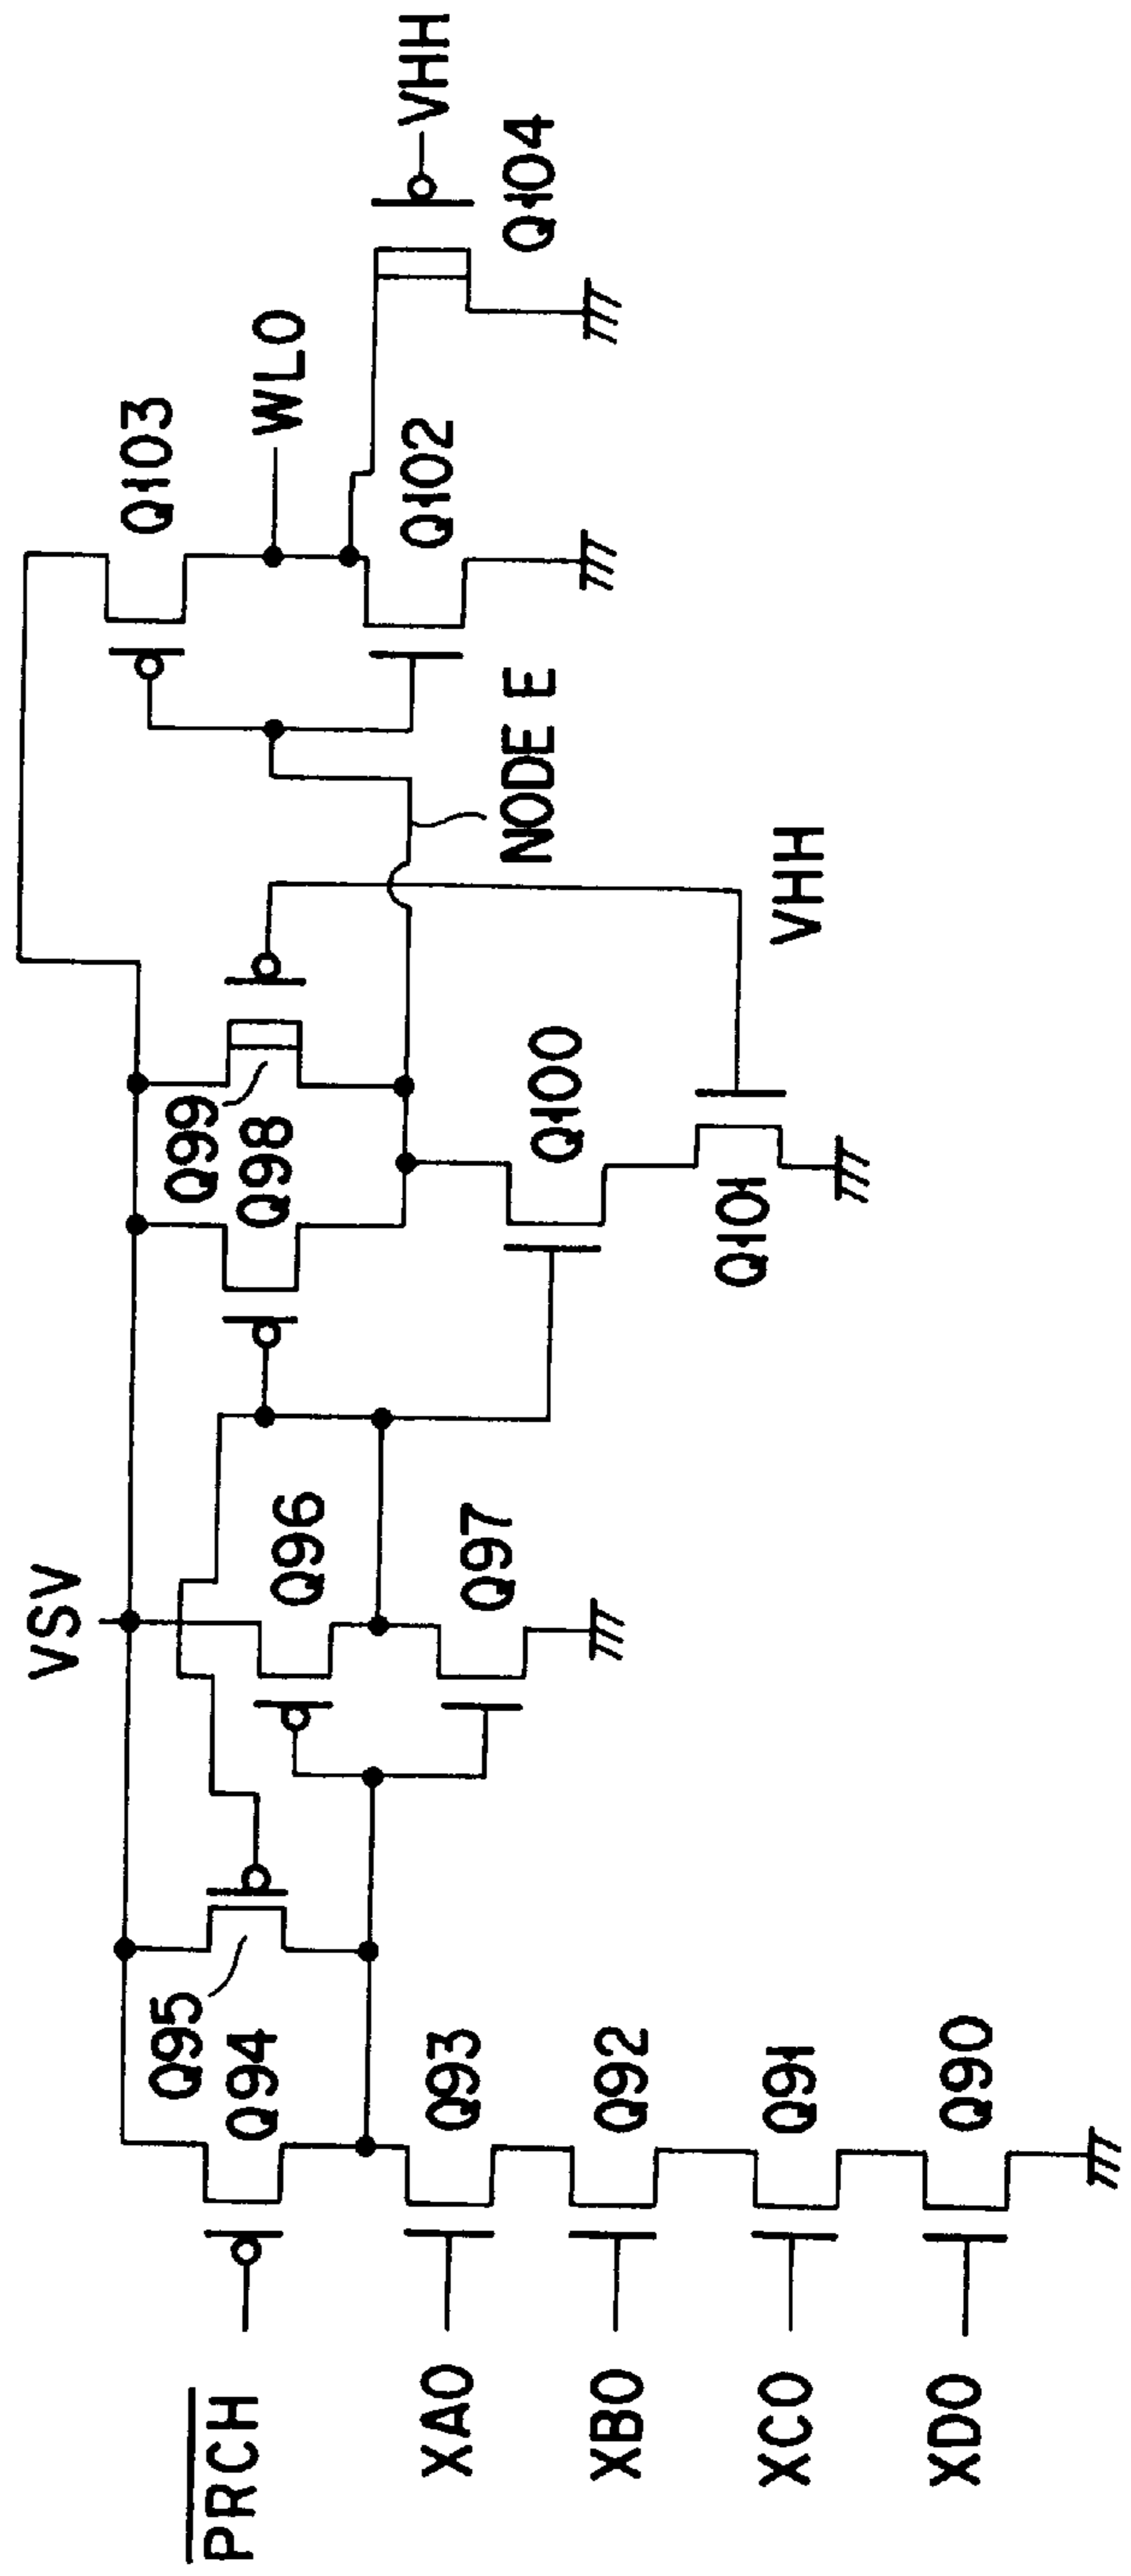 VSV
Q103
WL0
VHH
Q104
Q102
NODE E
Q99
Q98
Q100
VHH
Q101
Q96
Q97
Q95
Q94
Q93
Q92
Q91
Q90
PRCH
XA0
XB0
XC0
XD0